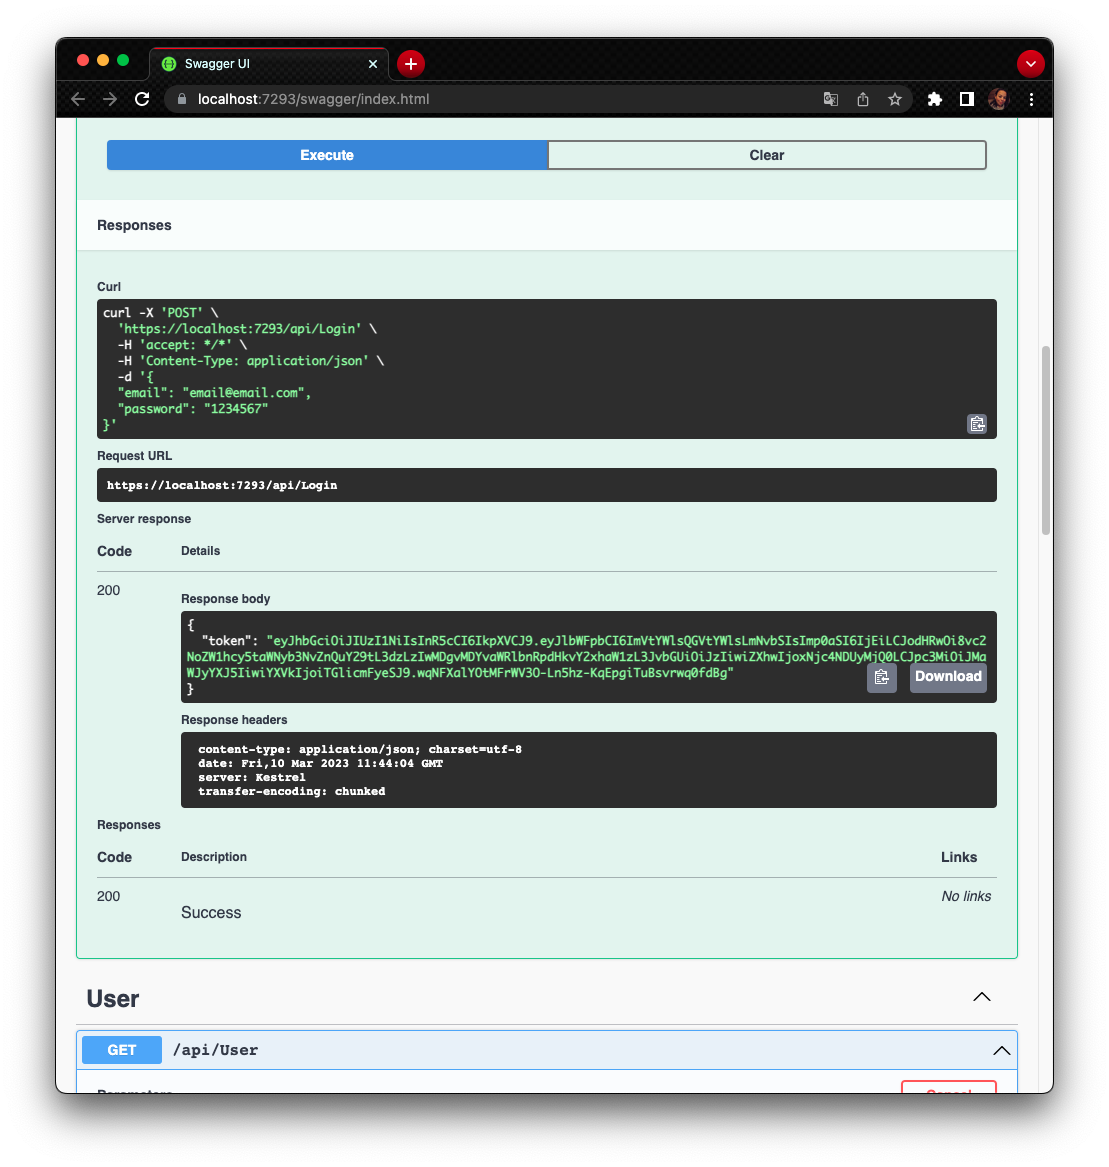 Swagger UI
localhost:7293/swagger/index.html
Execute
Clear
Responses
Curl
curl -X 'POST' \
'https://localhost:7293/api/Login' \
-H 'accept: */*' \
-H 'Content-Type: application/json' \
-d '{
"email": "email@email.com",
"password": "1234567"
}'
Request URL
https://localhost:7293/api/Login
Server response
Code Details
200
Response body
{
"token": "eyJhbGciOiJIUzI1NiIsInR5cCI6IkpXVCJ9.eyJlbWFpbCI6ImVtYWlsQGVtYWlsLmNvbSIsImp0aSI6IjEiLCJodHRwOi8vc2
NoZW1hcy5taWNyb3NvZnQuY29tL3dzLzIwMDgvMDYvaWRlbnRpdHkvY2xhaW1zL3JvbGUiOiJzIiwiZXhwIjoxNjc4NDUyMjQ0LCJpc3MiOiJMa
WJyYXJ5IiwiYXVkIjoiTGlicmFyeSJ9.wqNFXalYOtMFrWV3O-Ln5hz-KqEpgiTuBsvrwq0fdBg"
}
Download
Response headers
content-type: application/json; charset=utf-8
date: Fri,10 Mar 2023 11:44:04 GMT
server: Kestrel
transfer-encoding: chunked
Responses
Code Description Links
200 No links
Success
User
GET /api/User
Parameters
Cancel